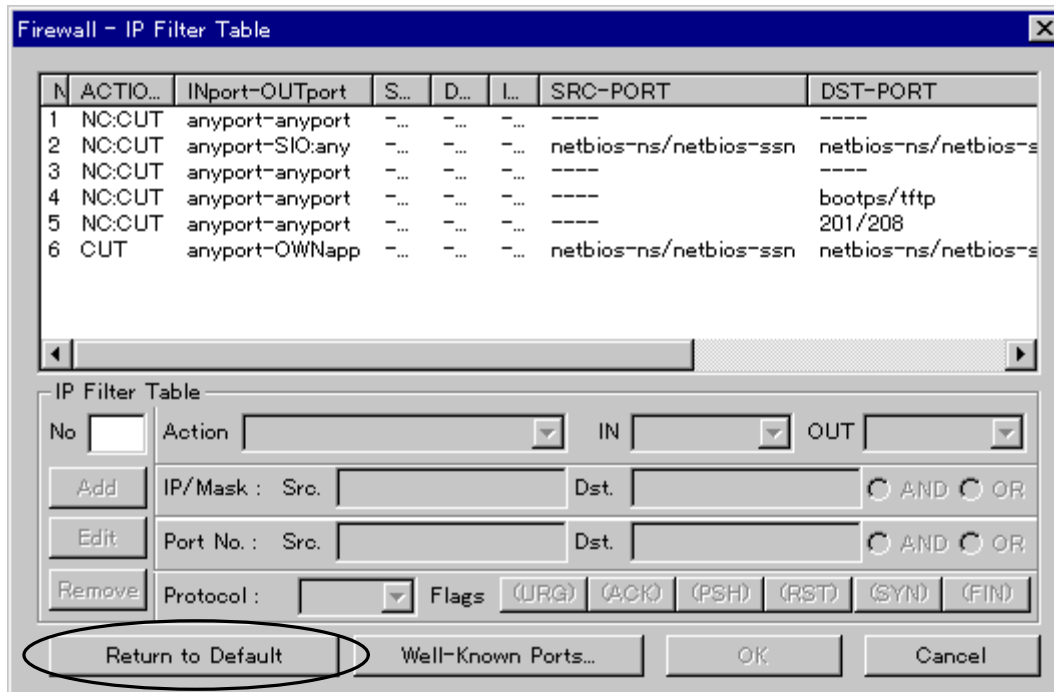 Firewall - IP Filter Table
N ACTIO... INport-OUTport S... D... I... SRC-PORT DST-PORT
1 NC:CUT anyport-anyport -... -... -... ---- ----
2 NC:CUT anyport-SIO:any -... -... -... netbios-ns/netbios-ssn netbios-ns/netbios-s
3 NC:CUT anyport-anyport -... -... -... ---- ----
4 NC:CUT anyport-anyport -... -... -... ---- bootps/tftp
5 NC:CUT anyport-anyport -... -... -... ---- 201/208
6 CUT anyport-OWNapp -... -... -... netbios-ns/netbios-ssn netbios-ns/netbios-s
IP Filter Table
No Action IN OUT
Add IP/Mask : Src. Dst. AND OR
Edit Port No. : Src. Dst. AND OR
Remove Protocol : Flags (URG) (ACK) (PSH) (RST) (SYN) (FIN)
Return to Default Well-Known Ports... OK Cancel